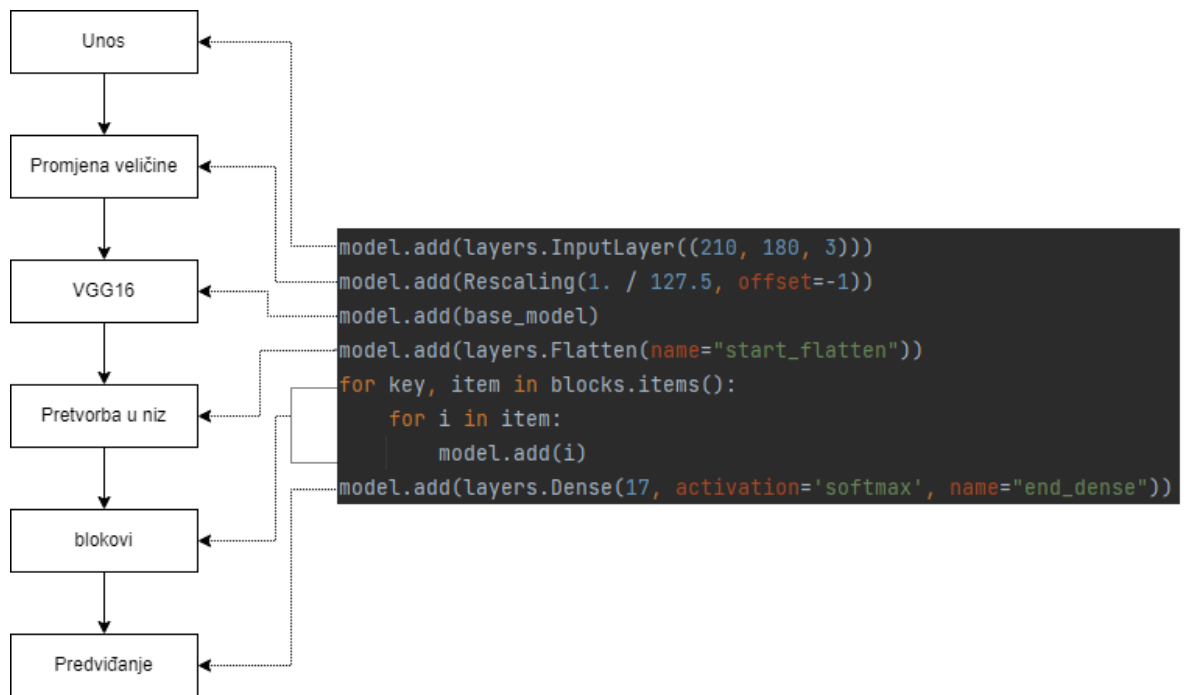 Unos
Promjena veličine
VGG16
Pretvorba u niz
blokovi
Predviđanje
model.add(layers.InputLayer((210, 180, 3)))
model.add(Rescaling(1. / 127.5, offset=-1))
model.add(base_model)
model.add(layers.Flatten(name="start_flatten"))
for key, item in blocks.items():
    for i in item:
        model.add(i)
model.add(layers.Dense(17, activation='softmax', name="end_dense"))